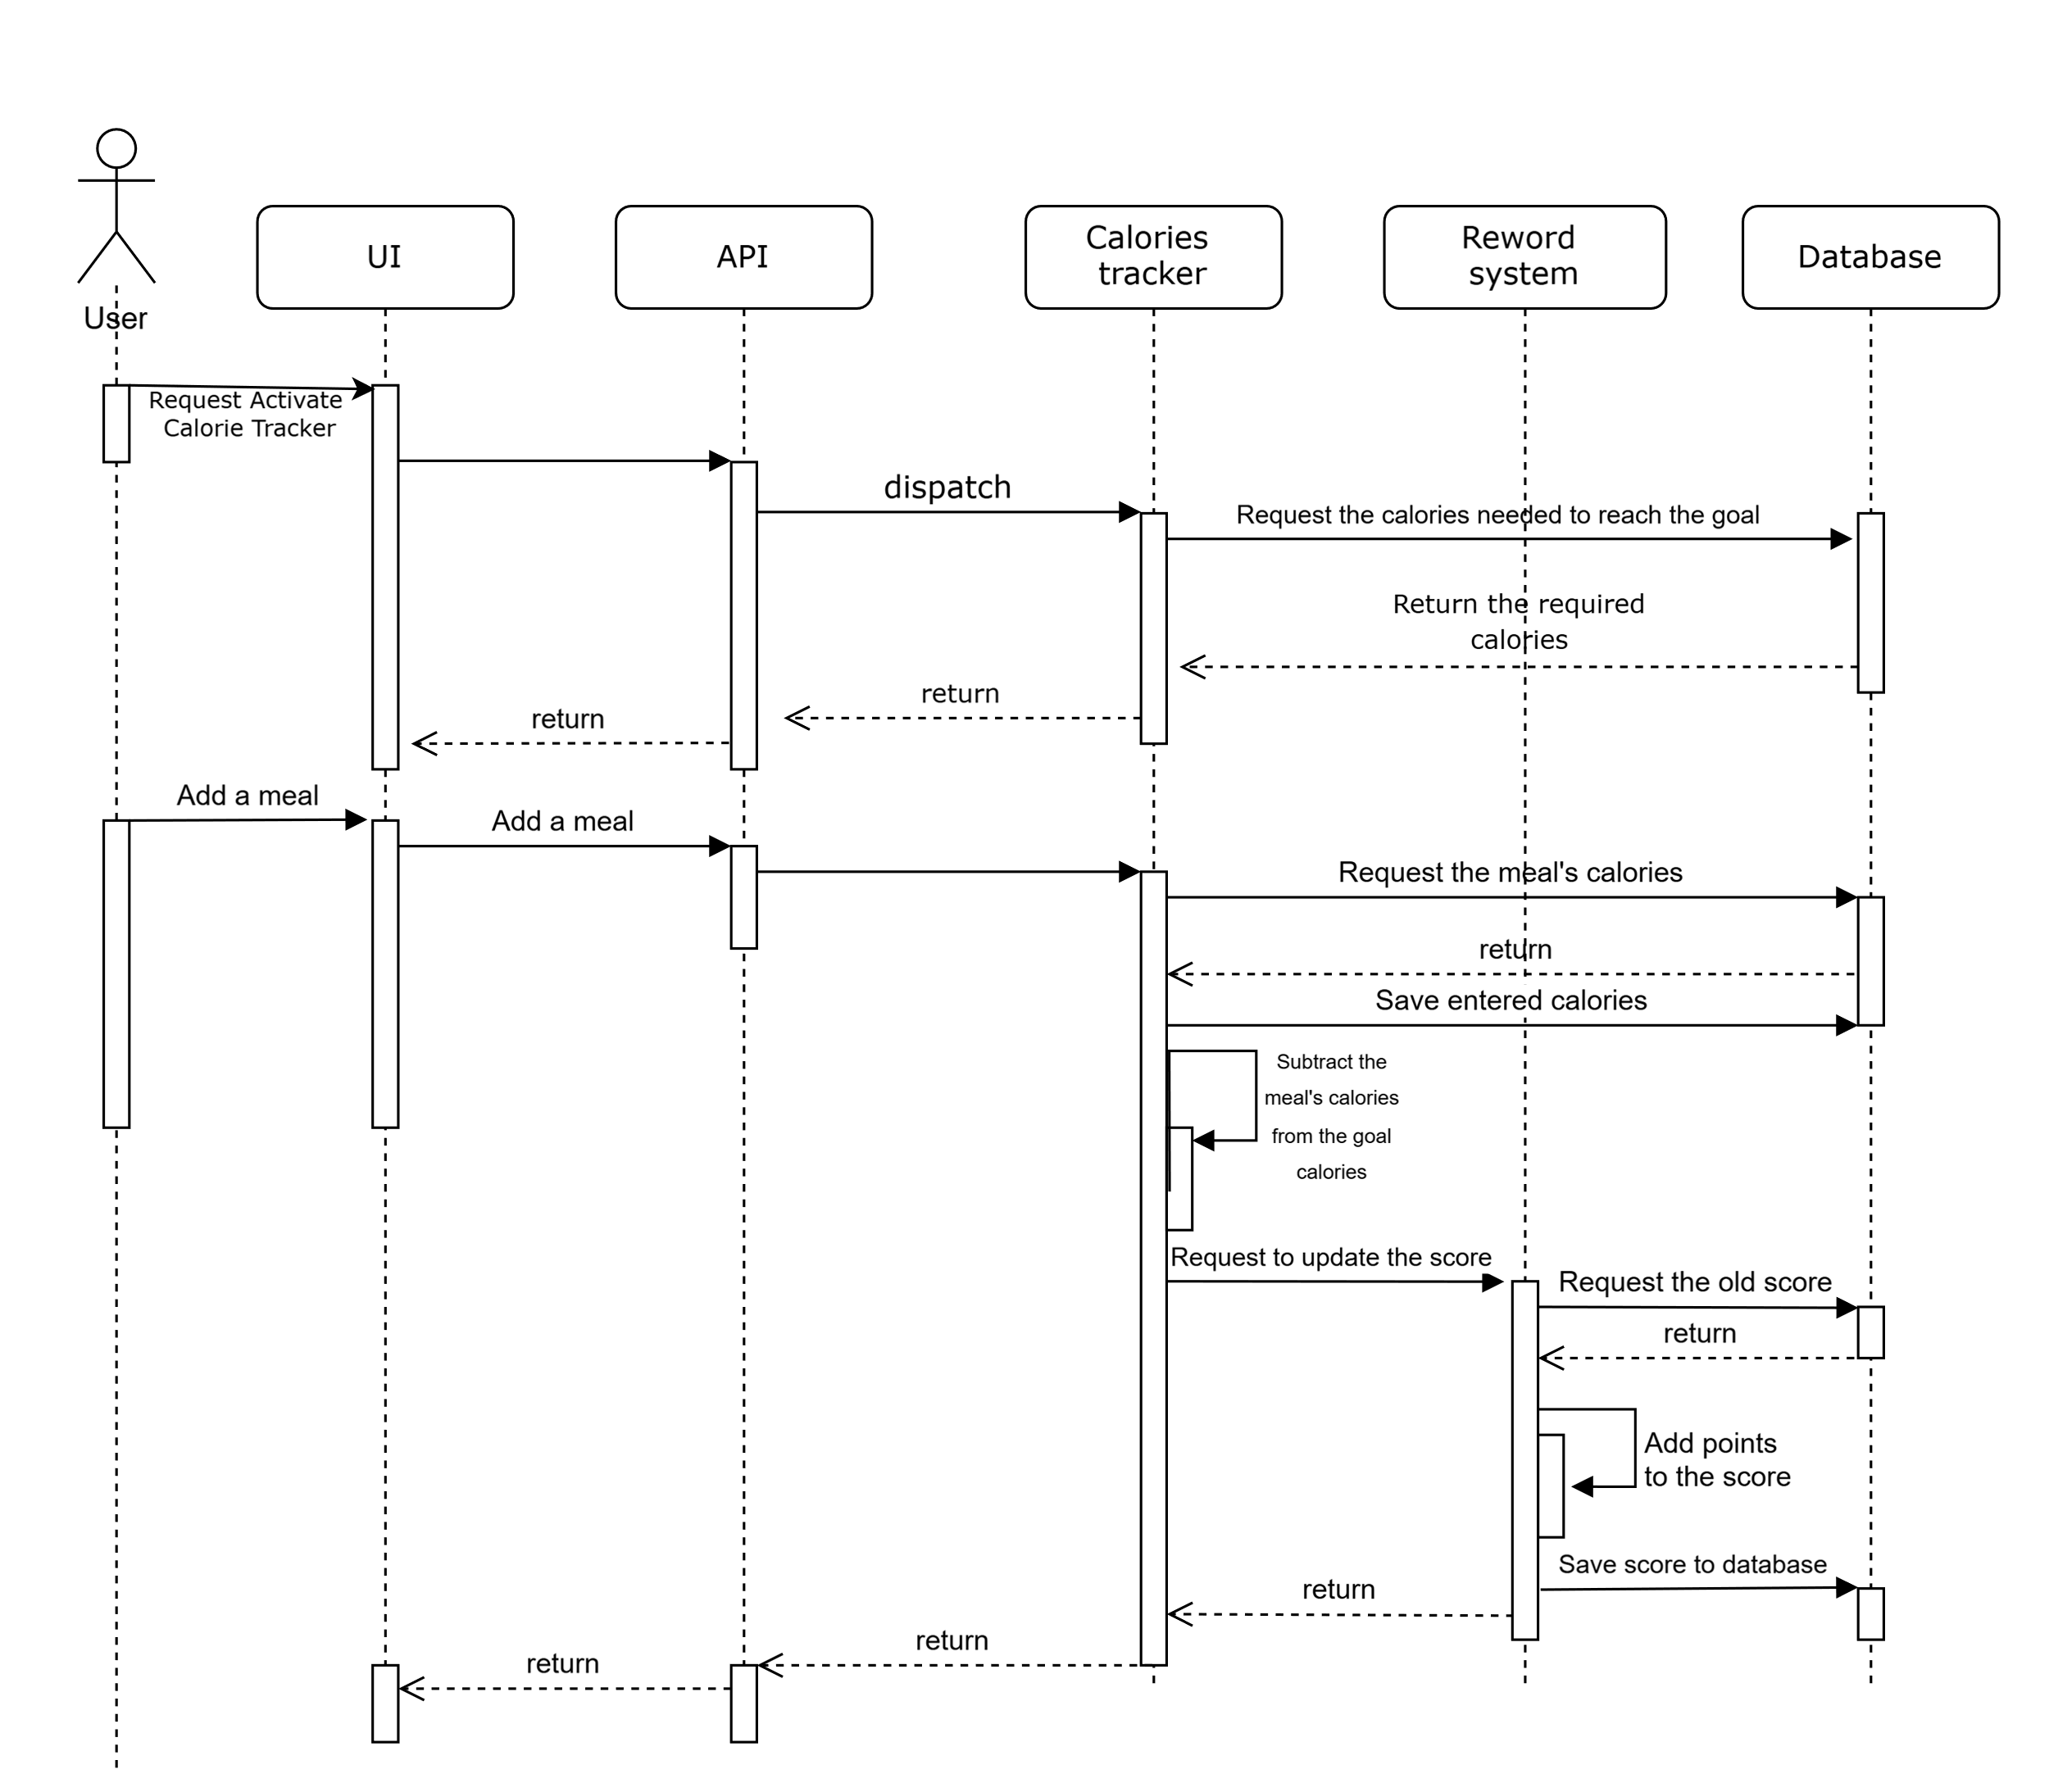 User
UI
API
Calories
tracker
Reword
system
Database
Request Activate
Calorie Tracker
dispatch
Request the calories needed to reach the goal
Return the required
calories
return
return
Add a meal
Add a meal
Request the meal's calories
return
Save entered calories
Subtract the
meal's calories
from the goal
calories
Request to update the score
Request the old score
return
Add points
to the score
Save score to database
return
return
return